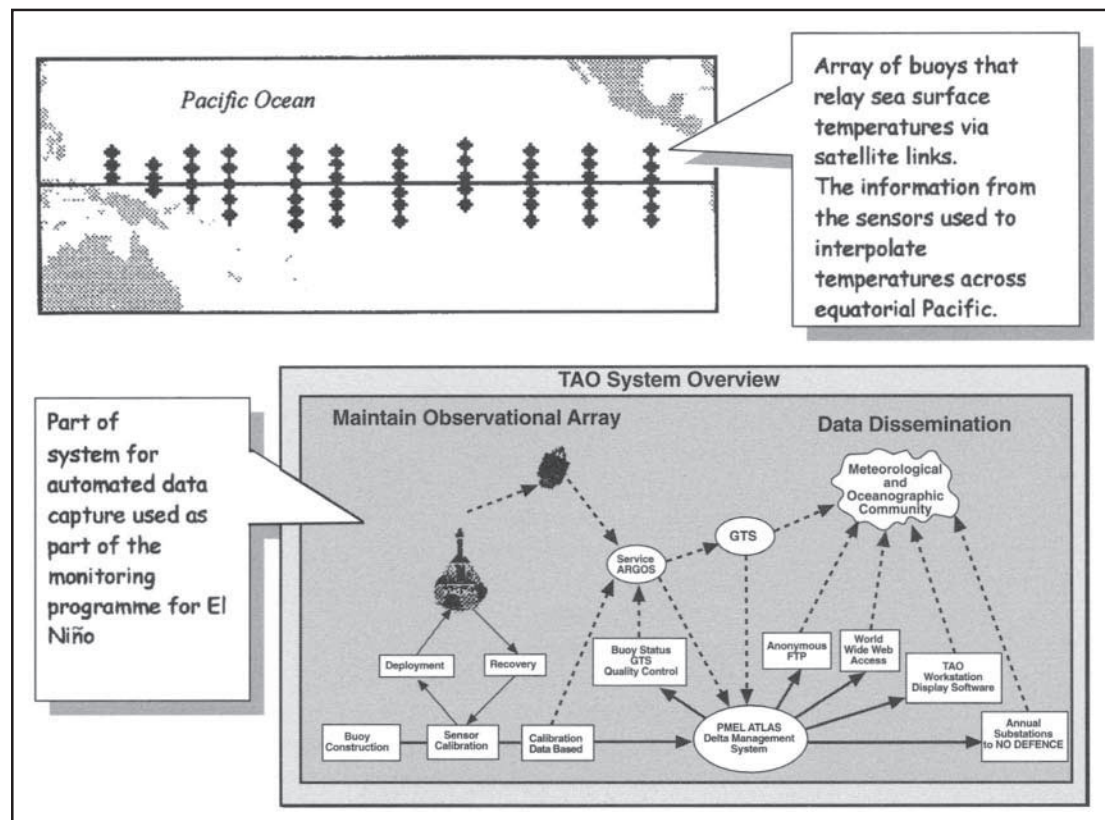 Pacific Ocean
Array of buoys that
relay sea surface
temperatures via
satellite links.
The information from
the sensors used to
interpolate
temperatures across
equatorial Pacific.
TAO System Overview
Part of
system for
automated data
capture used as
part of the
monitoring
programme for El
Niño
Maintain Observational Array
Data Dissemination
Meteorological
and
Oceanographic
Community
GTS
Service
ARGOS
Deployment
Recovery
Buoy Status
GTS
Quality Control
Anonymous
FTP
World
Wide Web
Access
TAO
Workstation
Display Software
Buoy
Construction
Sensor
Calibration
Calibration
Data Based
PMEL ATLAS
Delta Management
System
Annual
Substations
to NO DEFENCE